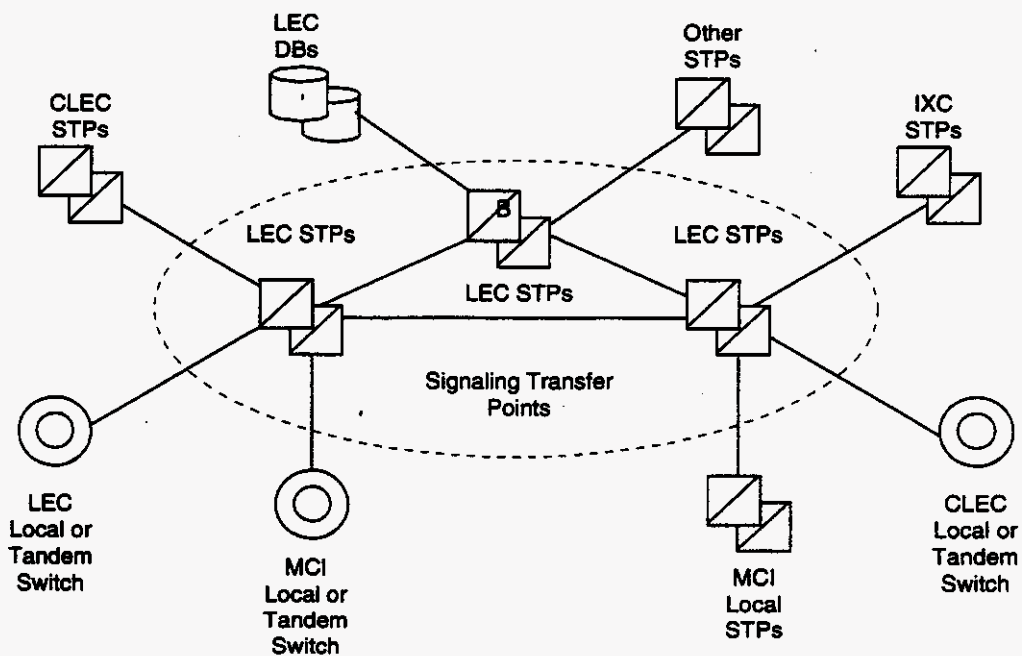 LEC
DBs
Other
STPs
CLEC
STPs
IXC
STPs
B
LEC STPs
LEC STPs
LEC STPs
Signaling Transfer
Points
LEC
Local or
Tandem
Switch
MCI
Local or
Tandem
Switch
MCI
Local
STPs
CLEC
Local or
Tandem
Switch